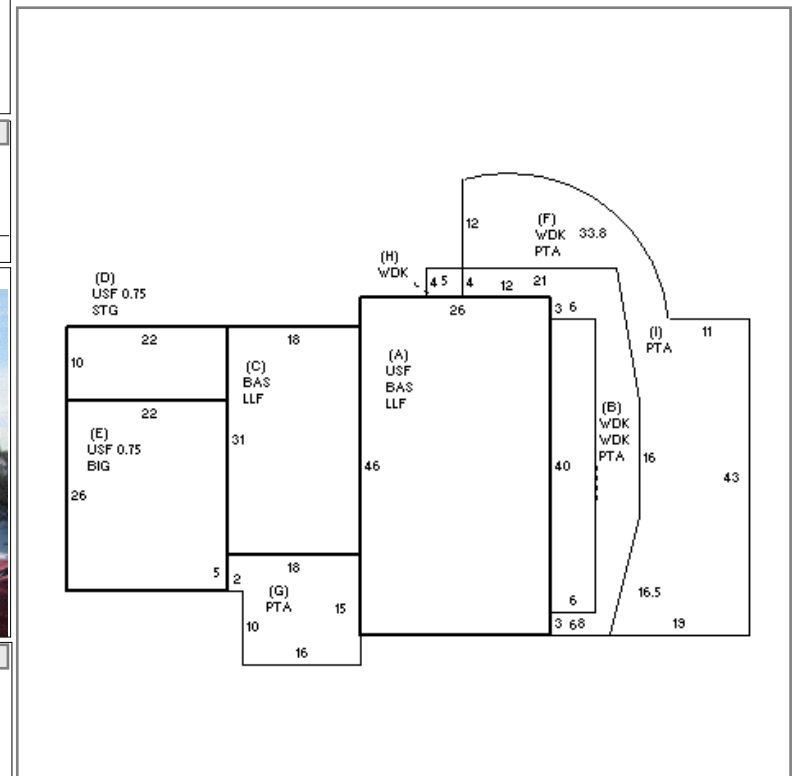 (F)
WDK 33.8
PTA
12
(H)
WDK
4 5 4 12 21
(D)
USF 0.75
STG
26
3 6
22
18
(I)
PTA
11
10
(C)
BAS
LLF
(A)
USF
BAS
LLF
22
(E)
USF 0.75
BIG
(B)
WDK
WDK
PTA
31
46
40
16
43
26
5
2
18
(G)
PTA
15
10
16
6
3 68
16.5
19